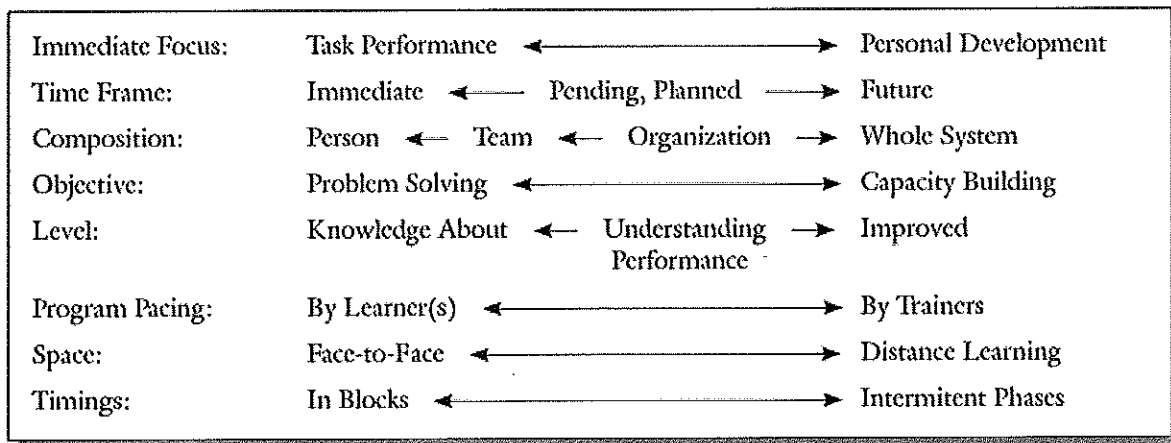 Immediate Focus: Task Performance Personal Development
Time Frame: Immediate Pending, Planned Future
Composition: Person Team Organization Whole System
Objective: Problem Solving Capacity Building
Level: Knowledge About Understanding Improved
Performance
Program Pacing: By Learner(s) By Trainers
Space: Face-to-Face Distance Learning
Timings: In Blocks Intermitent Phases